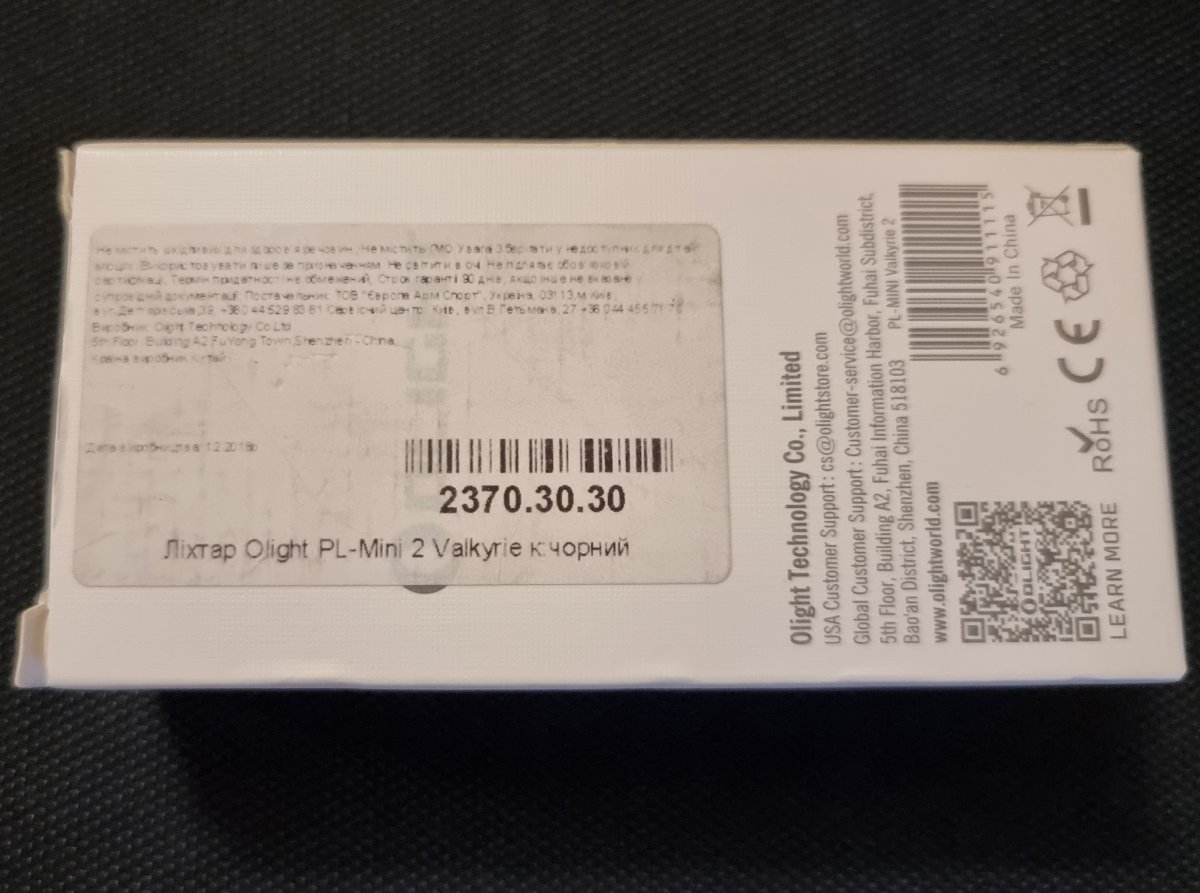 Не містить шкідливих для здоров'я речовин, Не містить ГМО. Увага. Зберігати у недоступних для дітей
місцях. Використовувати лише за призначенням. Не світити в очі. Не підлягає обов'язковій
сертифікації. Термін придатності не обмежений. Строк гарантії 90 днів, якщо інше не вказане у
супровідній документації. Постачальник: ТОВ "Європа Арм Спорт", Україна, 03113, м.Київ,
вул.Дегтярівська, +38 044 529 83 81 Сервісний центр: Київ, вул.В.Гетьмана, 27 +38 044 455 71 76
Виробник: Olight Technology Co.Ltd
5th Floor, Building A2 FuYong Town, Shenzhen - China,
країна виробник: Китай
Дата виробництва: 12.2018р
2370.30.30
Ліхтар Olight PL-Mini 2 Valkyrie к:чорний
Olight Technology Co., Limited
USA Customer Support: cs@olightstore.com
Global Customer Support: Customer-service@olightworld.com
5th Floor, Building A2, Fuhai Information Harbor, Fuhai Subdistrict,
Bao'an District, Shenzhen, China 518103
www.olightworld.com
PL-MINI Valkyrie 2
6 926540 911115
Made In China
CE
RoHS
OLIGHT
LEARN MORE